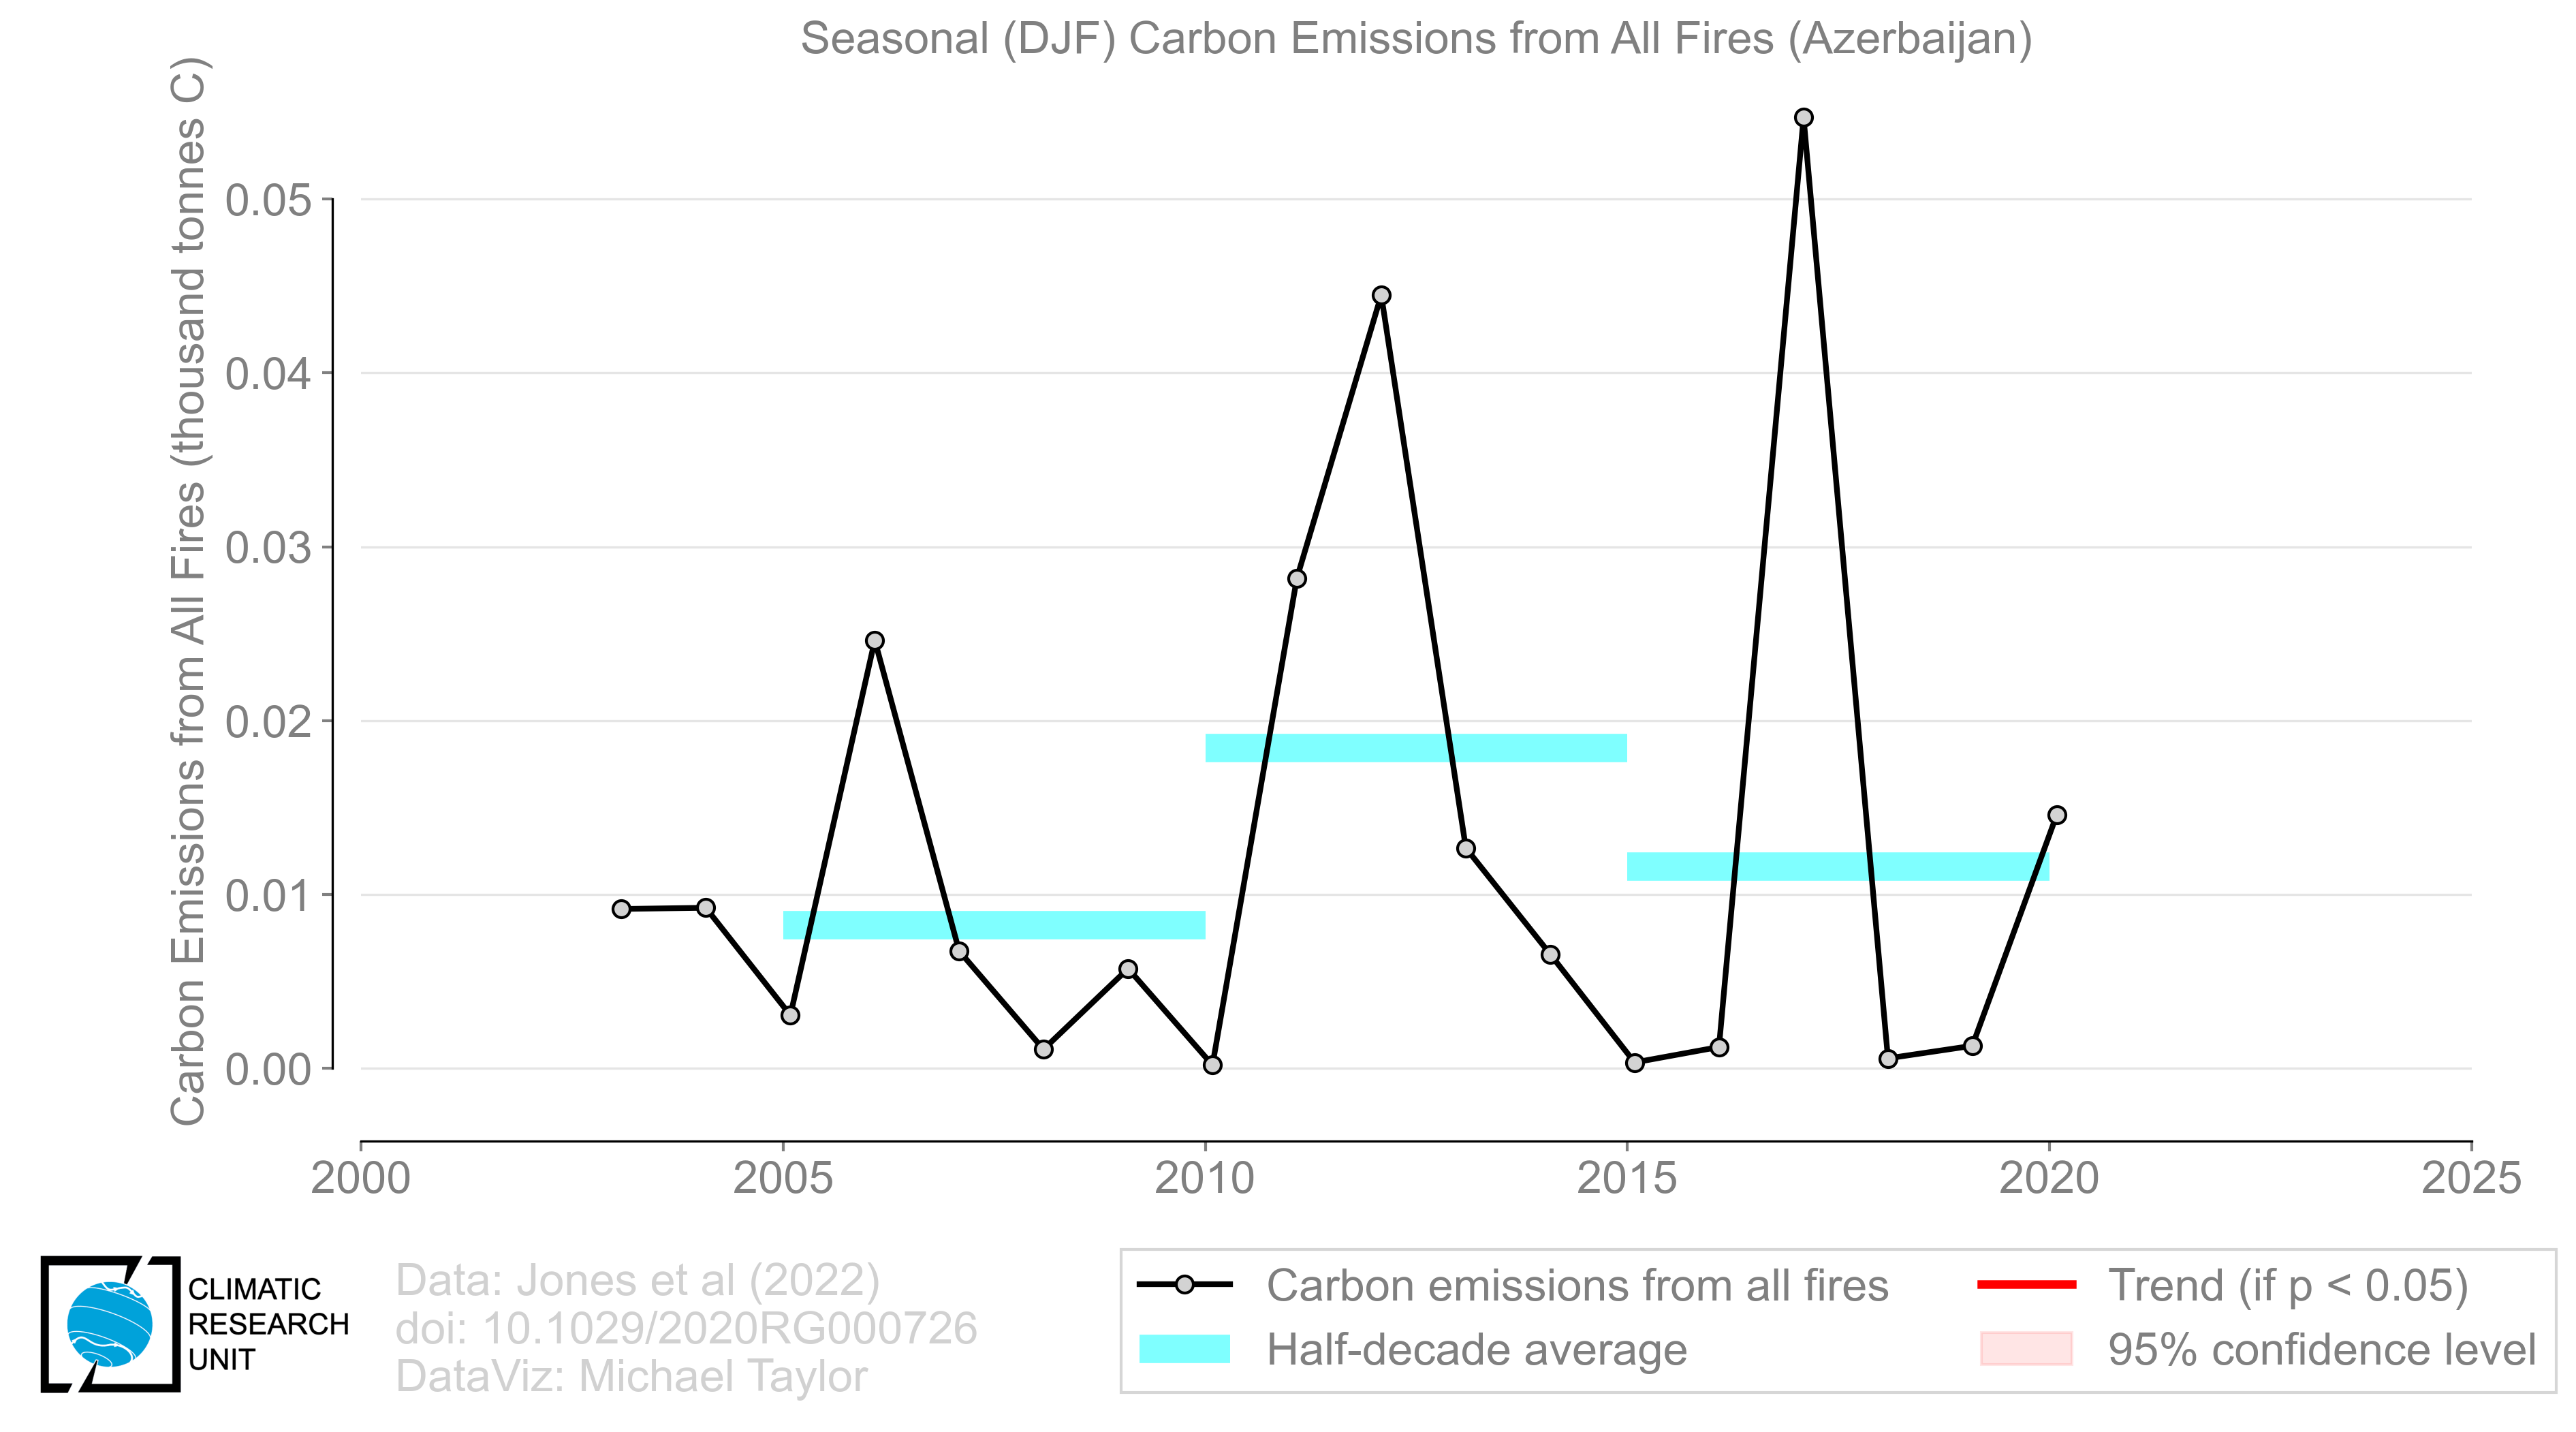 Seasonal (DJF) Carbon Emissions from All Fires (Azerbaijan)
Carbon Emissions from All Fires (thousand tonnes C)
0.05
0.04
0.03
0.02
0.01
0.00
2000 2005 2010 2015 2020 2025
CLIMATIC
RESEARCH
UNIT
Data: Jones et al (2022)
doi: 10.1029/2020RG000726
DataViz: Michael Taylor
Carbon emissions from all fires
Half-decade average
Trend (if p < 0.05)
95% confidence level